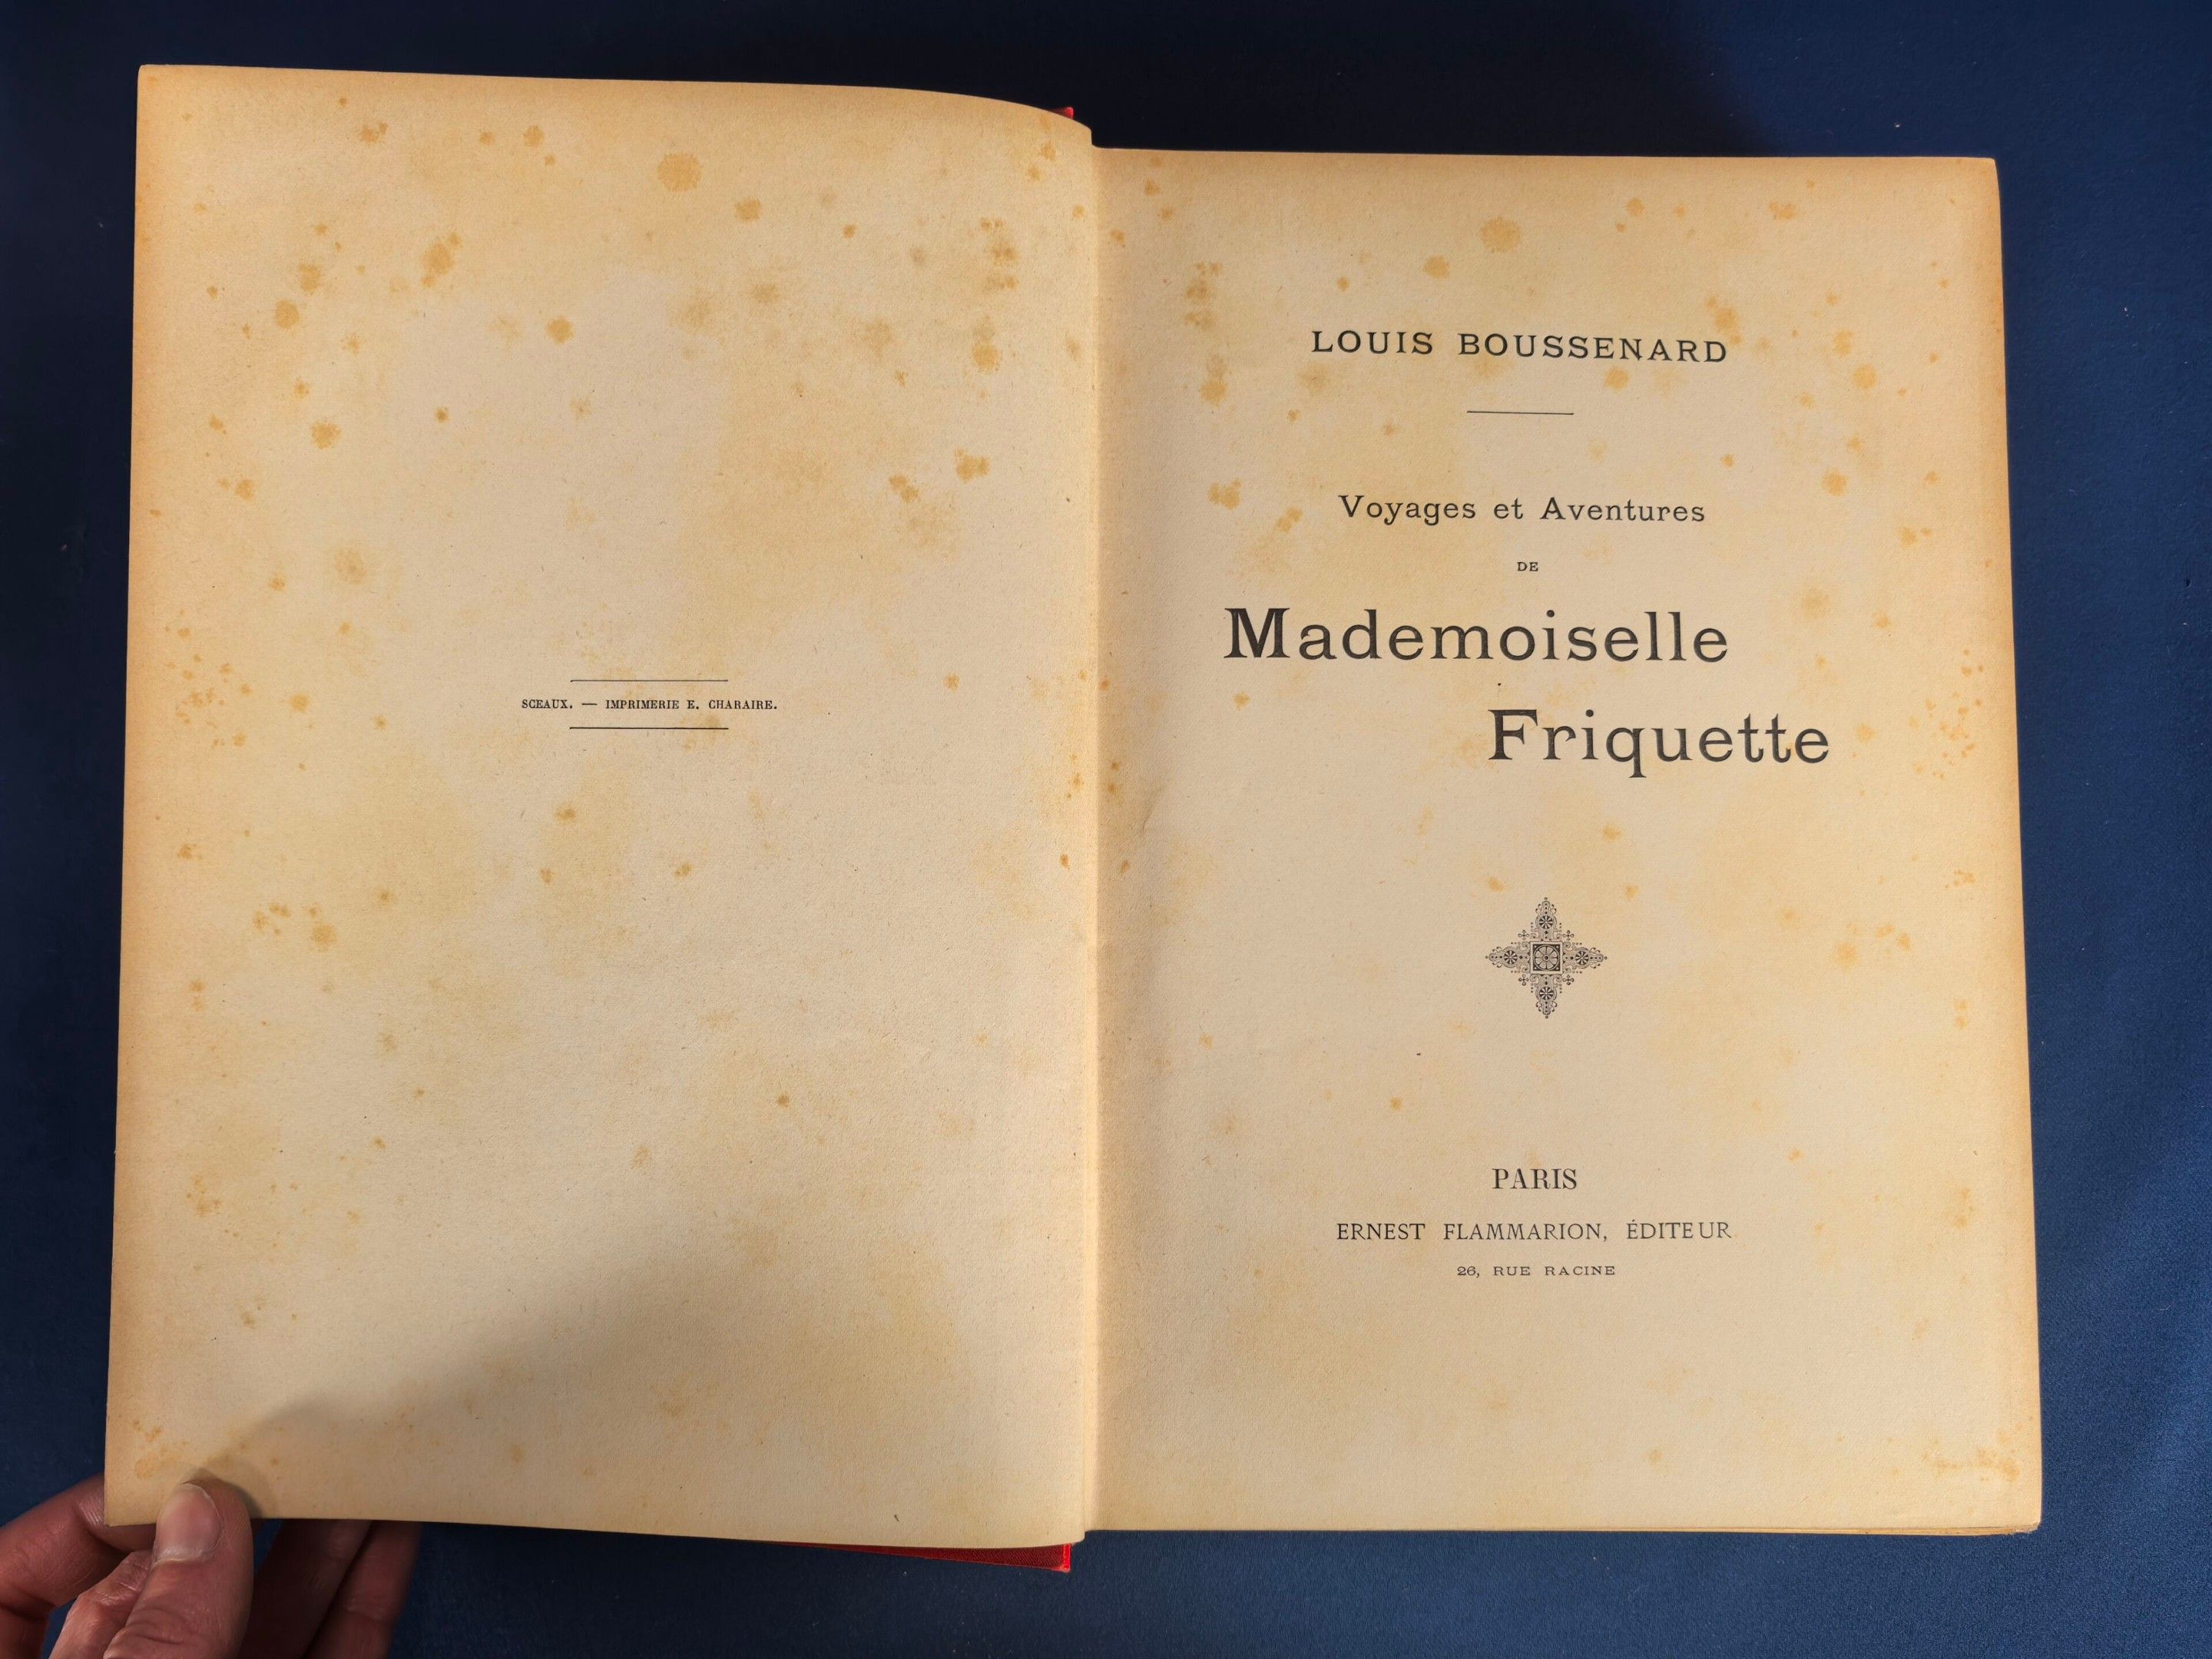 SCEAUX. — IMPRIMERIE E. CHARAIRE.
LOUIS BOUSSENARD
Voyages et Aventures
DE
Mademoiselle
Friquette
PARIS
ERNEST FLAMMARION, ÉDITEUR
26, RUE RACINE